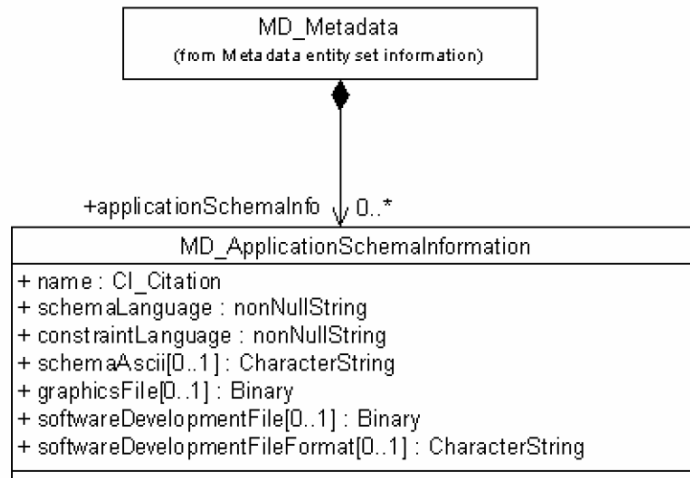 MD_Metadata
(from Metadata entity set information)
+applicationSchemaInfo 0..*
MD_ApplicationSchemaInformation
+ name : CI_Citation
+ schemaLanguage : nonNullString
+ constraintLanguage : nonNullString
+ schemaAscii[0..1] : CharacterString
+ graphicsFile[0..1] : Binary
+ softwareDevelopmentFile[0..1] : Binary
+ softwareDevelopmentFileFormat[0..1] : CharacterString